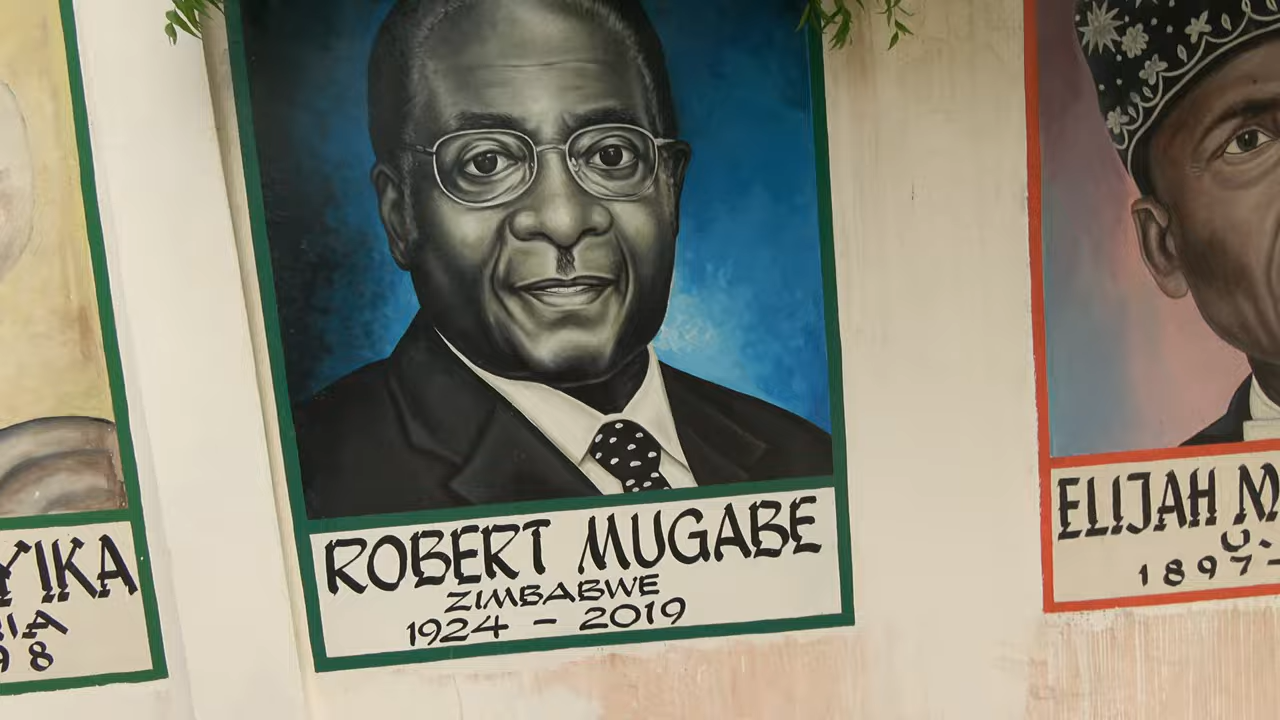 YIKA
IA
98
ROBERT MUGABE
ZIMBABWE
1924 - 2019
ELIJAH M
U.
1897-